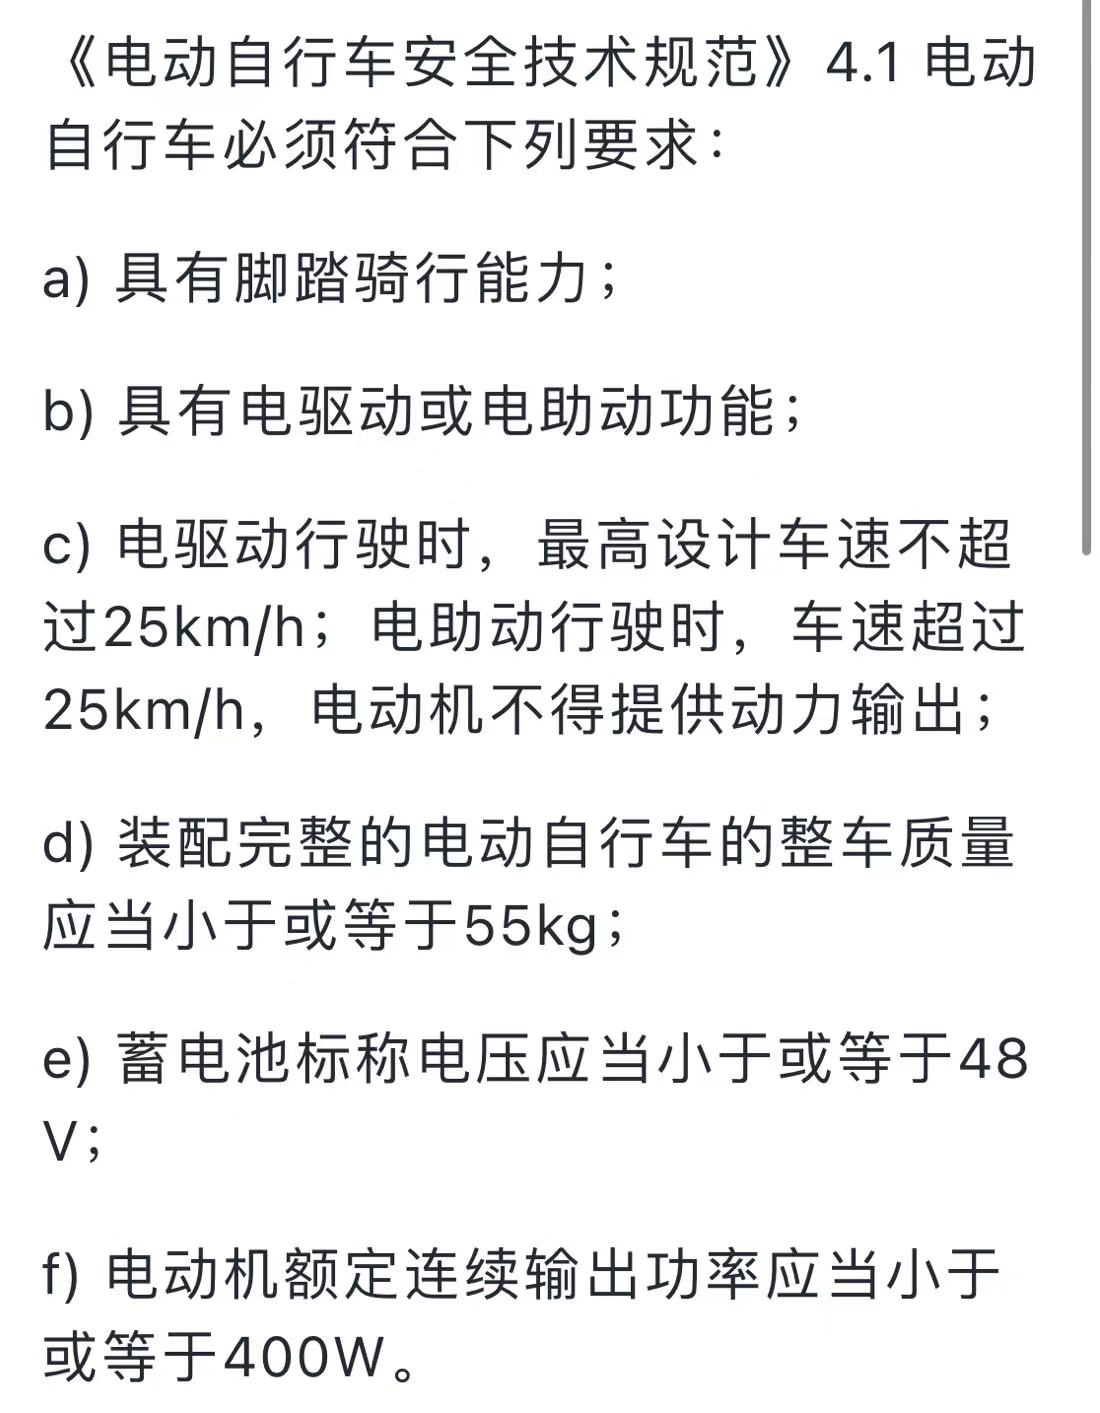 《电动自行车安全技术规范》4.1 电动
自行车必须符合下列要求：
a) 具有脚踏骑行能力；
b) 具有电驱动或电助动功能；
c) 电驱动行驶时，最高设计车速不超
过25km/h；电助动行驶时，车速超过
25km/h，电动机不得提供动力输出；
d) 装配完整的电动自行车的整车质量
应当小于或等于55kg；
e) 蓄电池标称电压应当小于或等于48
V；
f) 电动机额定连续输出功率应当小于
或等于400W。